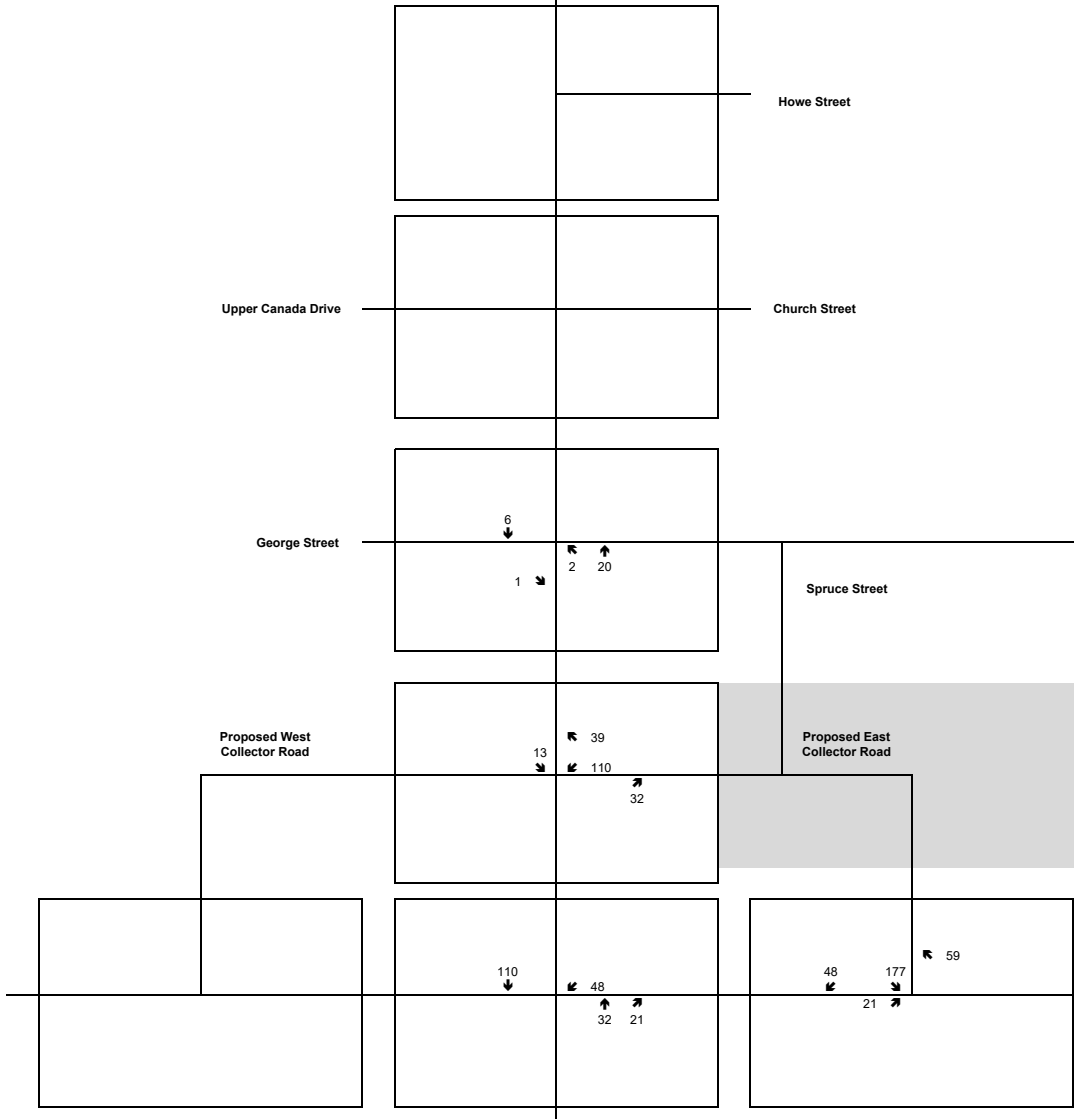 Howe Street
Upper Canada Drive
Church Street
6
George Street
2 20
1
Spruce Street
Proposed West
Collector Road
39
Proposed East
Collector Road
13
110
32
59
110
48
48 177
21
32 21